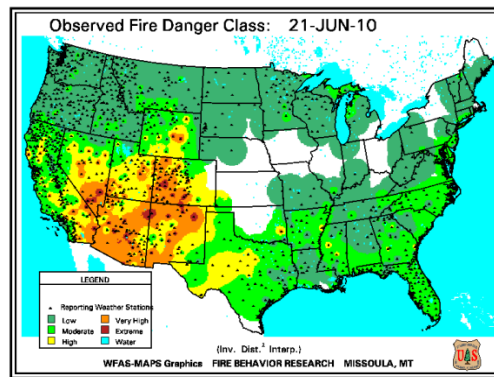 Observed Fire Danger Class: 21-JUN-10
LEGEND
Reporting Weather Stations
Low
Very High
Moderate
Extreme
High
Water
(Inv. Dist.² Interp.)
WFAS-MAPS Graphics FIRE BEHAVIOR RESEARCH MISSOULA, MT
UAS